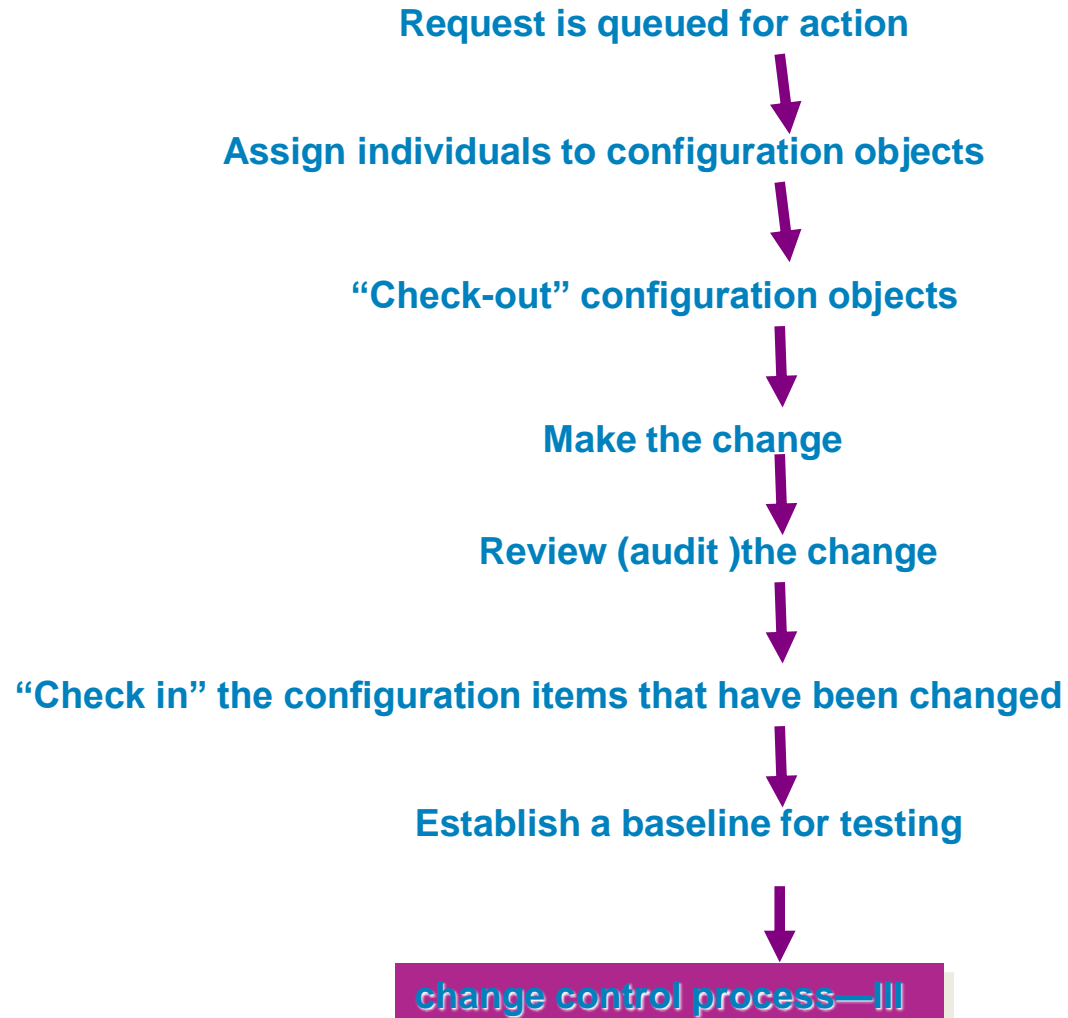 Request is queued for action
Assign individuals to configuration objects
“Check-out” configuration objects
Make the change
Review (audit )the change
“Check in” the configuration items that have been changed
Establish a baseline for testing
change control process—III